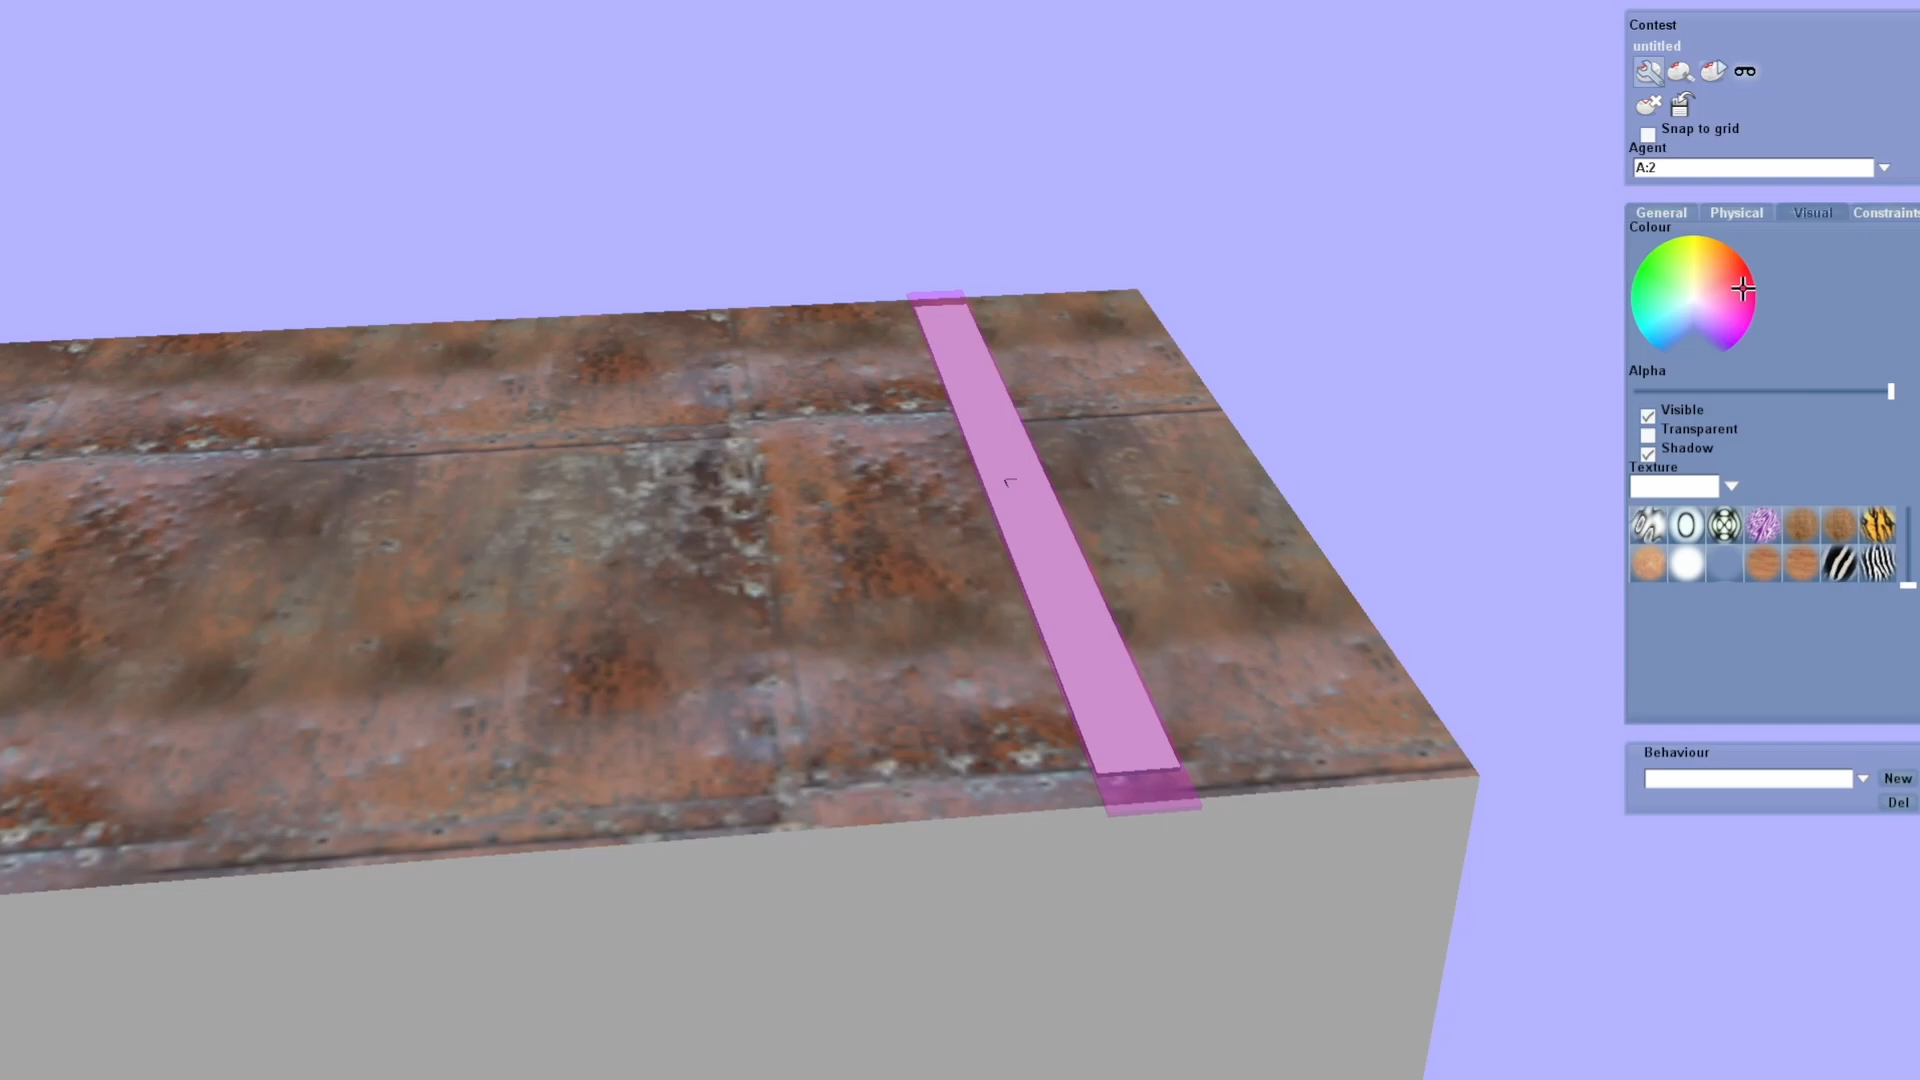 Contest
untitled
Snap to grid
Agent
A:2
General Physical Visual Constraints
Colour
Alpha
Visible
Transparent
Shadow
Texture
Behaviour
New
Del